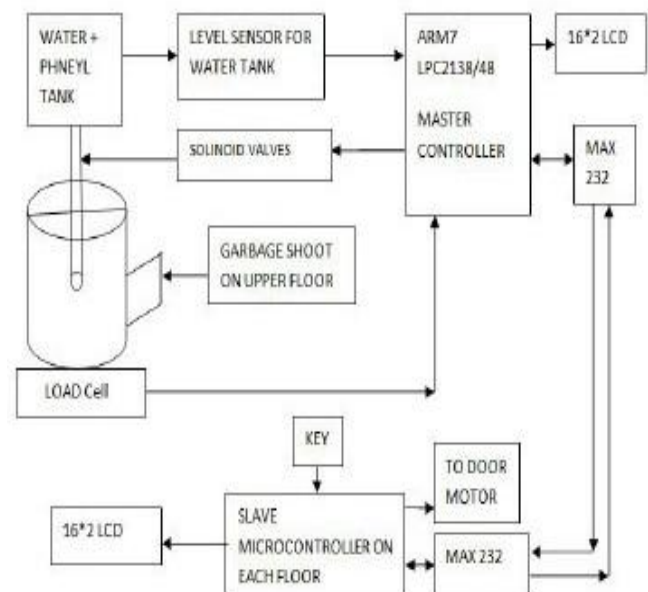 WATER +
PHNEYL
TANK
LEVEL SENSOR FOR
WATER TANK
ARM7
LPC2138/48
MASTER
CONTROLLER
16*2 LCD
SOLINOID VALVES
MAX
232
GARBAGE SHOOT
ON UPPER FLOOR
LOAD Cell
KEY
TO DOOR
MOTOR
16*2 LCD
SLAVE
MICROCONTROLLER ON
EACH FLOOR
MAX 232